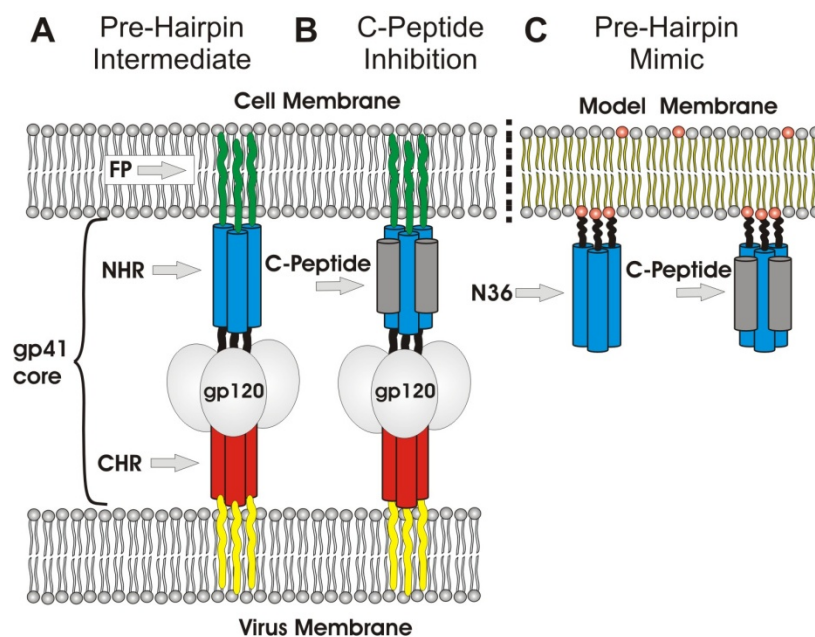 A Pre-Hairpin Intermediate
B C-Peptide Inhibition
C Pre-Hairpin Mimic
Cell Membrane
Model Membrane
FP
NHR
C-Peptide
N36
C-Peptide
gp41 core
gp120
gp120
CHR
Virus Membrane